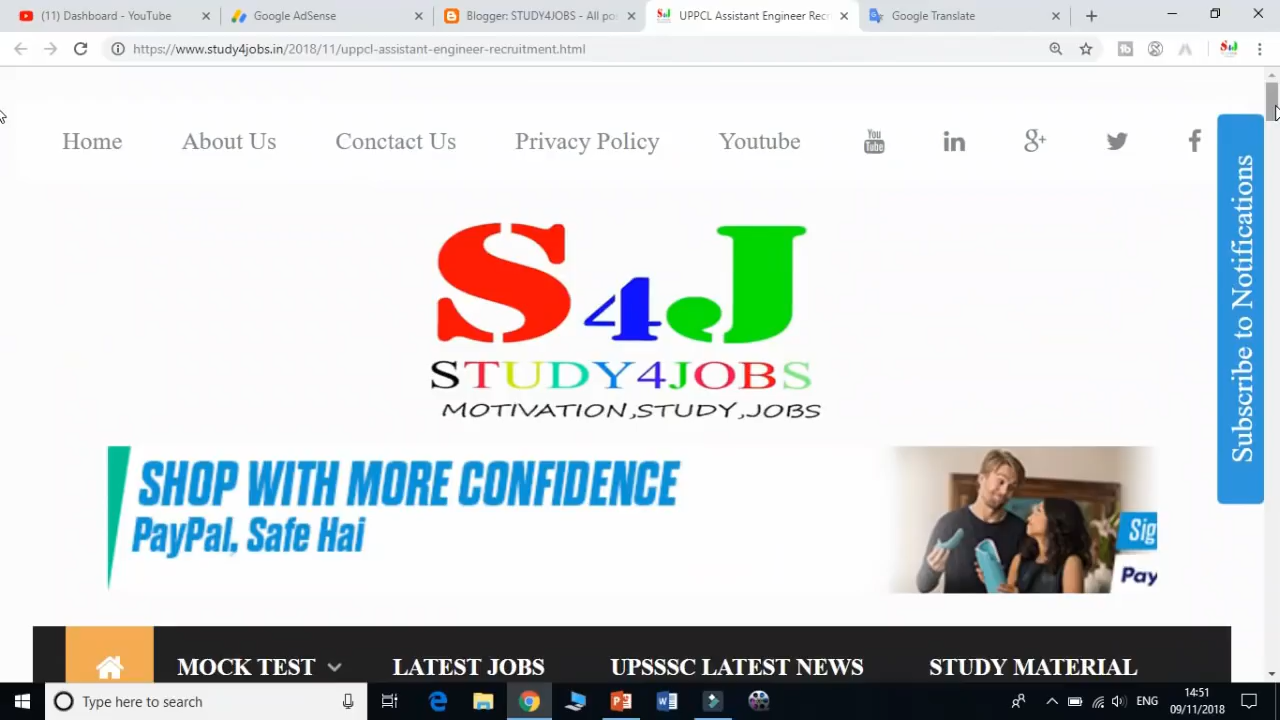 (11) Dashboard - YouTube
Google AdSense
Blogger: STUDY4JOBS - All po
UPPCL Assistant Engineer Rec
Google Translate
https://www.study4jobs.in/2018/11/uppcl-assistant-engineer-recruitment.html
Home
About Us
Conctact Us
Privacy Policy
Youtube
You Tube
in
g+
f
Subscribe to Notifications
S4J
STUDY4JOBS
MOTIVATION,STUDY,JOBS
SHOP WITH MORE CONFIDENCE
PayPal, Safe Hai
Sig
Pay
MOCK TEST
LATEST JOBS
UPSSSC LATEST NEWS
STUDY MATERIAL
Type here to search
ENG
14:51
09/11/2018